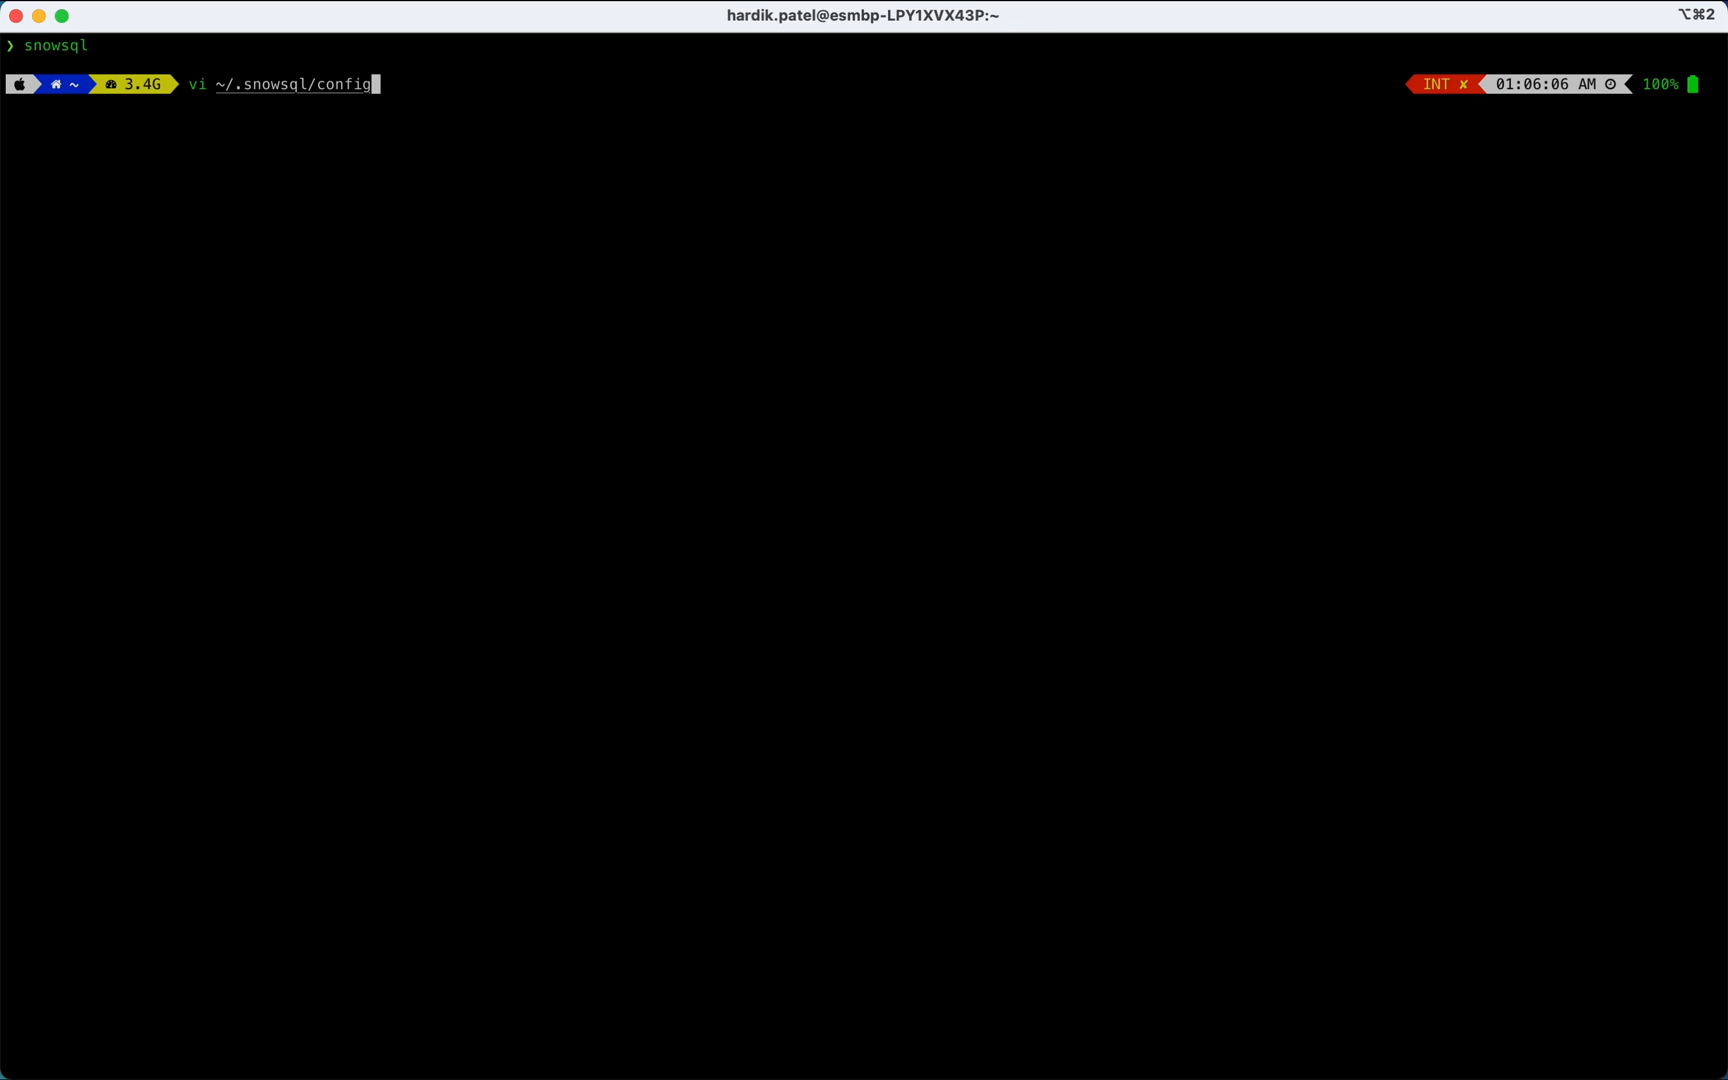 hardik.patel@esmbp-LPY1XVX43P:~ ⌥⌘2
❯ snowsql
~ 3.4G vi ~/.snowsql/config INT ✘ 01:06:06 AM 100%